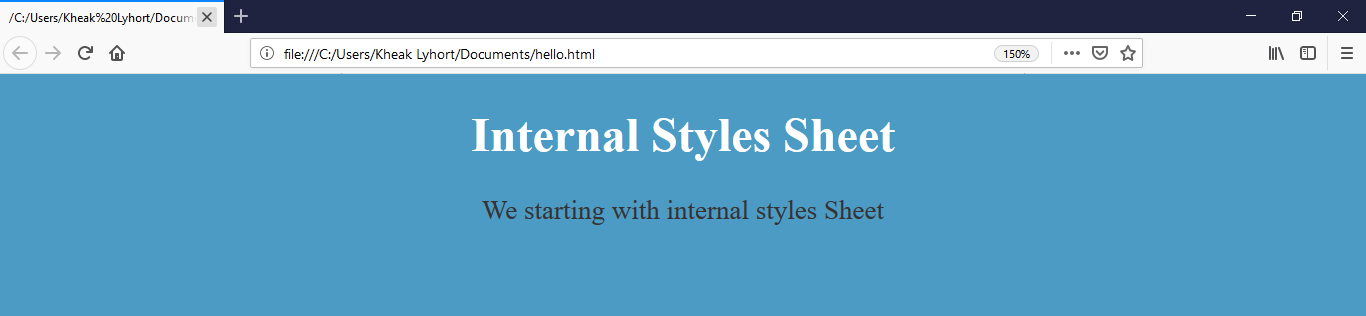 /C:/Users/Kheak%20Lyhort/Docum
file:///C:/Users/Kheak Lyhort/Documents/hello.html
150%
Internal Styles Sheet
We starting with internal styles Sheet